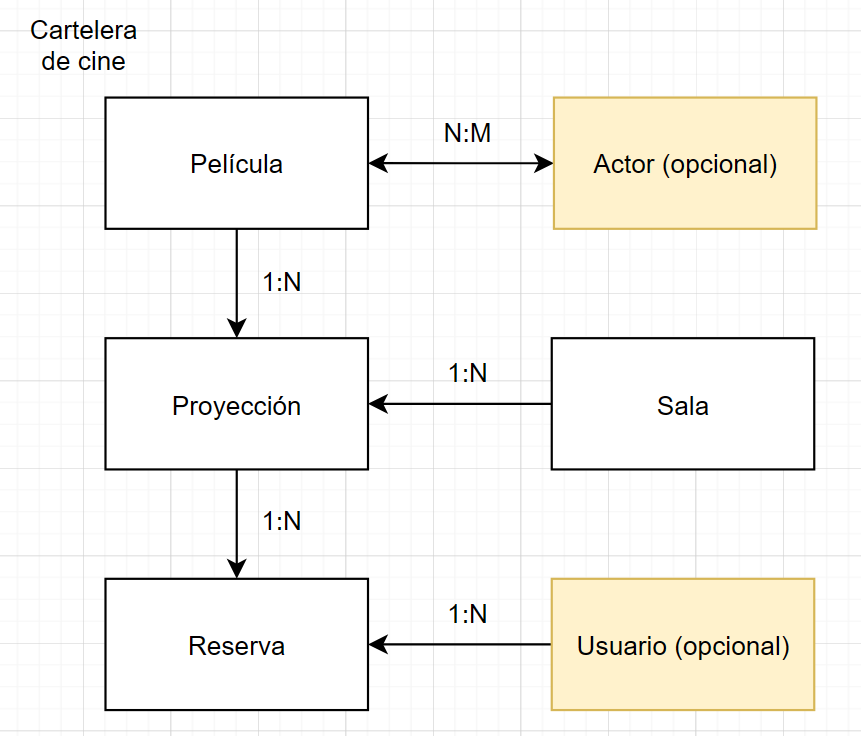 Cartelera
de cine
Película
N:M
Actor (opcional)
1:N
Proyección
1:N
Sala
1:N
Reserva
1:N
Usuario (opcional)